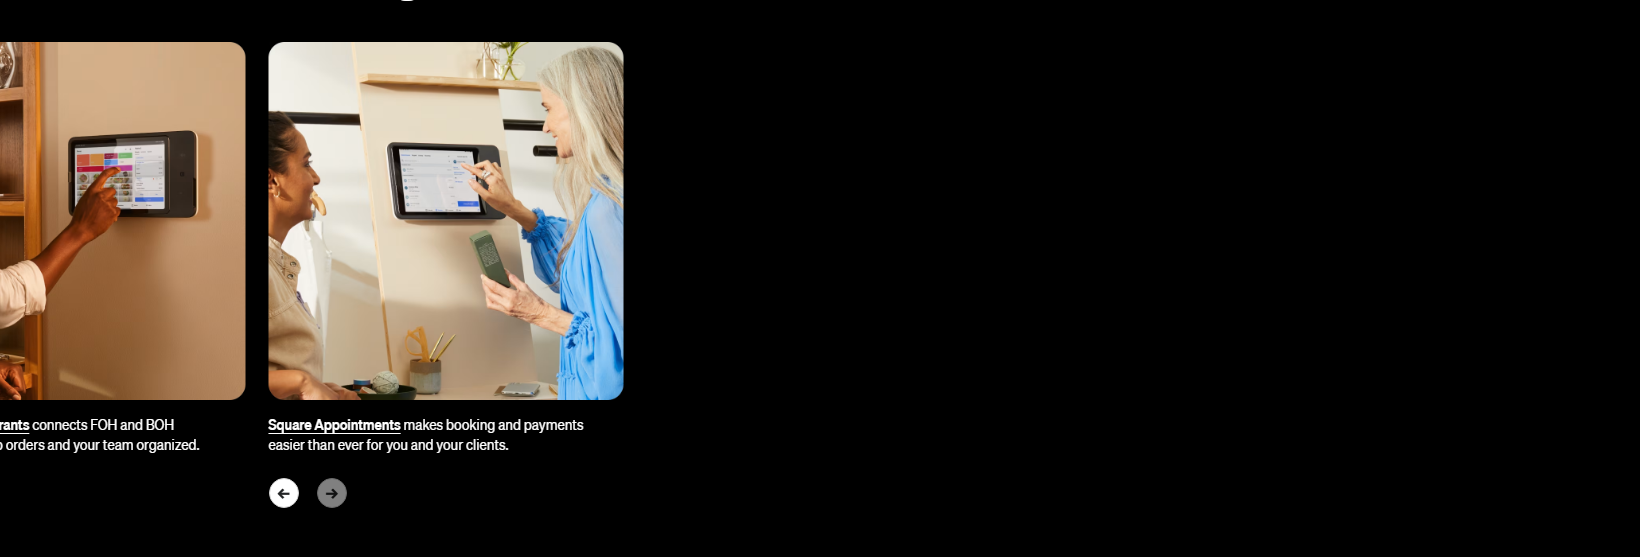 rants connects FOH and BOH
orders and your team organized.
Square Appointments makes booking and payments
easier than ever for you and your clients.